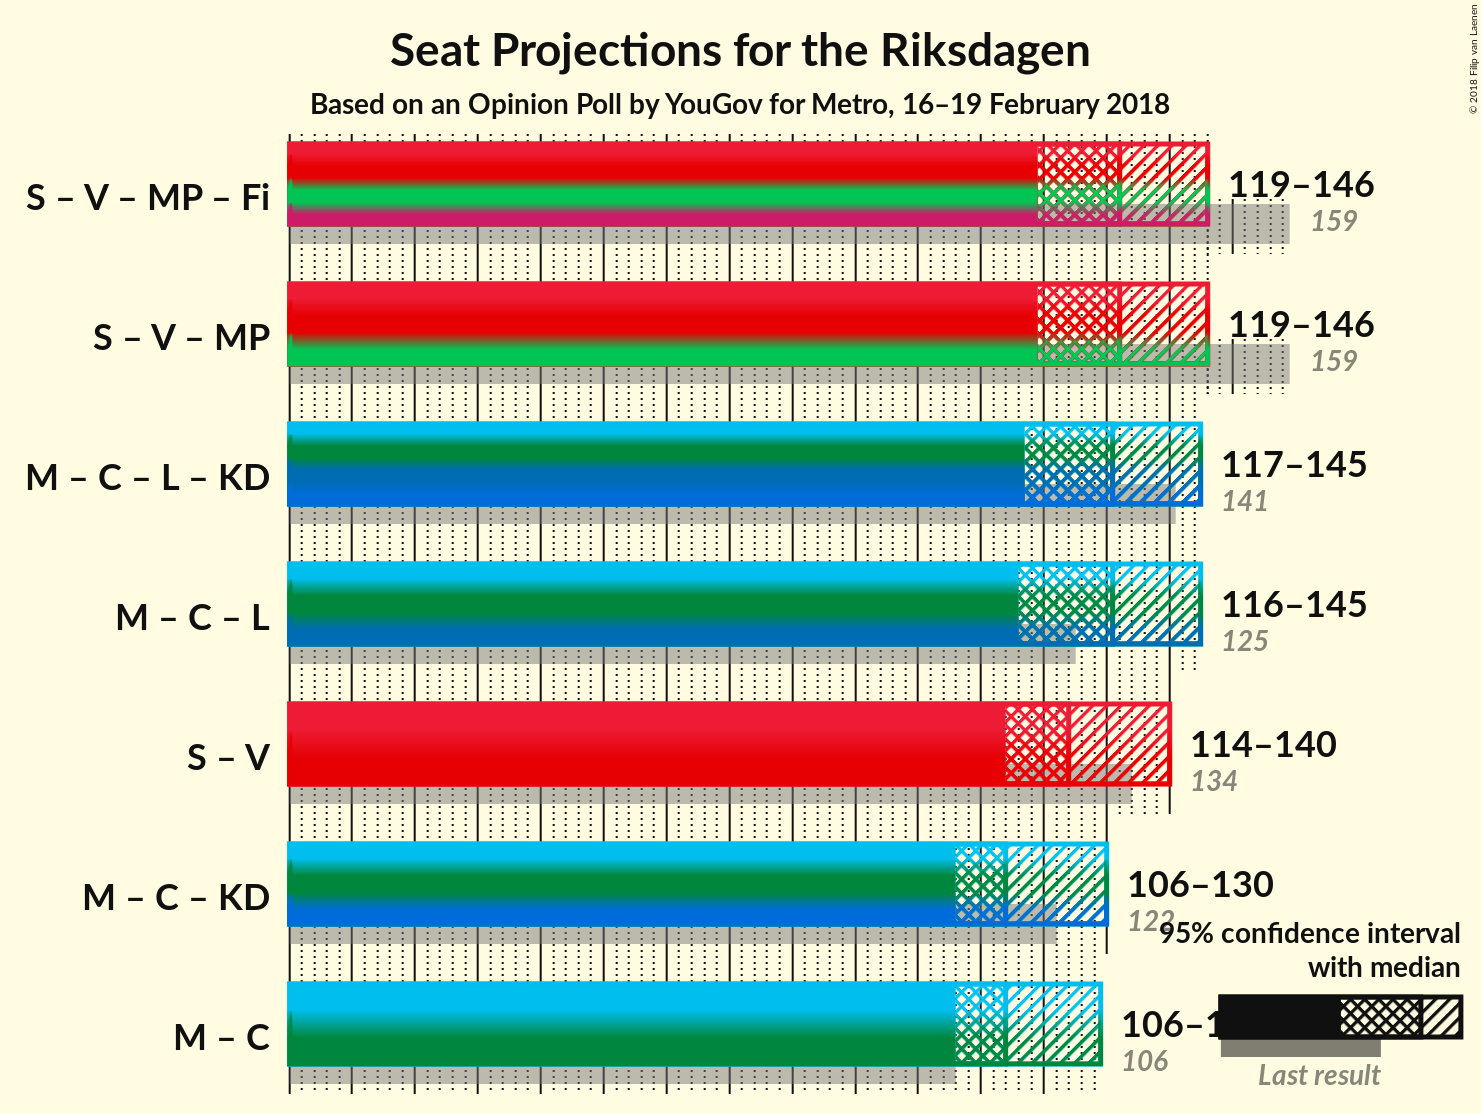 © 2018 Filip van Laenen
Seat Projections for the Riksdagen
Based on an Opinion Poll by YouGov for Metro, 16–19 February 2018
S – V – MP – Fi
119–146
159
S – V – MP
119–146
159
M – C – L – KD
117–145
141
M – C – L
116–145
125
S – V
114–140
134
M – C – KD
106–130
122
95% confidence interval
with median
M – C
106
Last result